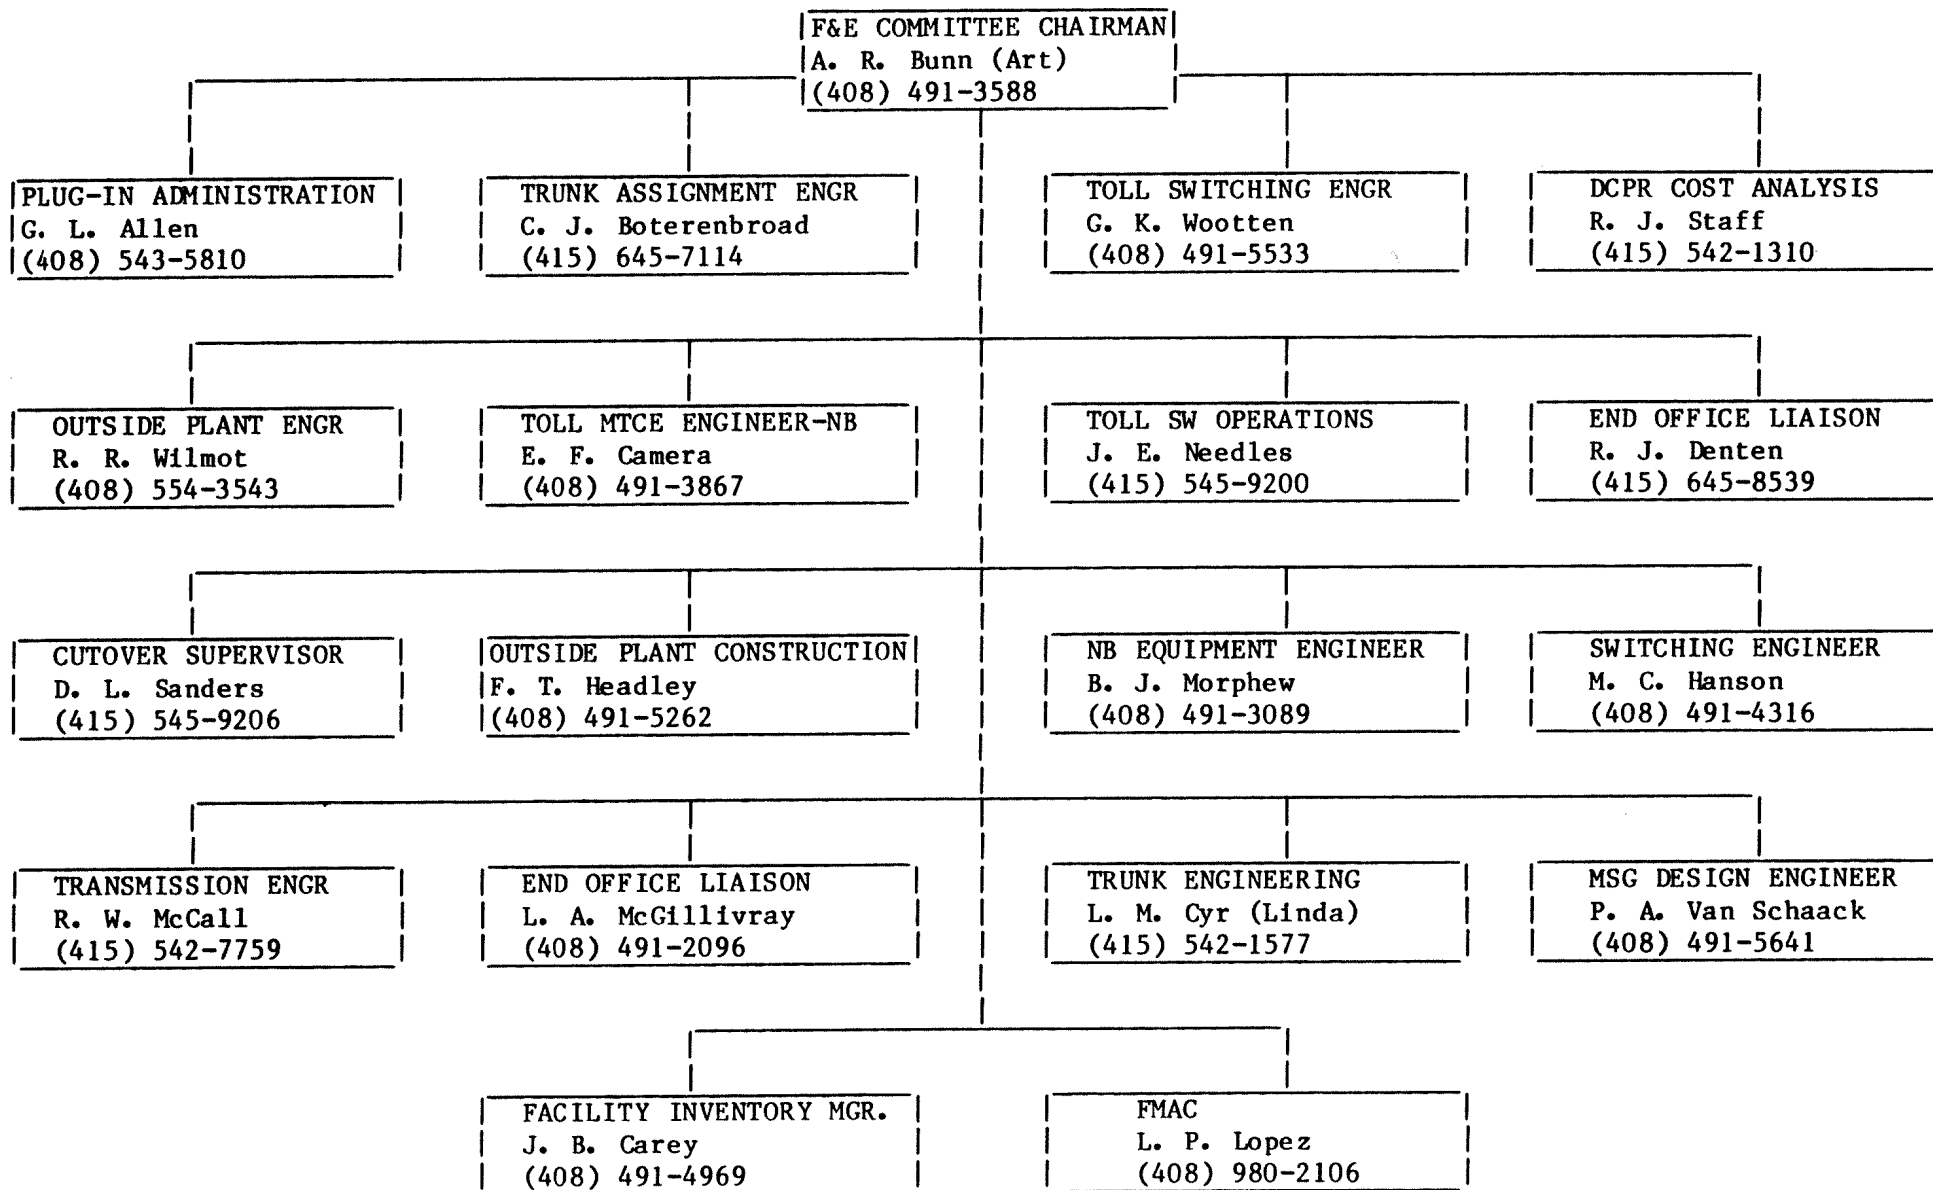 F&E COMMITTEE CHAIRMAN
A. R. Bunn (Art)
(408) 491-3588
PLUG-IN ADMINISTRATION
G. L. Allen
(408) 543-5810
TRUNK ASSIGNMENT ENGR
C. J. Boterenbroad
(415) 645-7114
TOLL SWITCHING ENGR
G. K. Wootten
(408) 491-5533
DCPR COST ANALYSIS
R. J. Staff
(415) 542-1310
OUTSIDE PLANT ENGR
R. R. Wilmot
(408) 554-3543
TOLL MTCE ENGINEER-NB
E. F. Camera
(408) 491-3867
TOLL SW OPERATIONS
J. E. Needles
(415) 545-9200
END OFFICE LIAISON
R. J. Denten
(415) 645-8539
CUTOVER SUPERVISOR
D. L. Sanders
(415) 545-9206
OUTSIDE PLANT CONSTRUCTION
F. T. Headley
(408) 491-5262
NB EQUIPMENT ENGINEER
B. J. Morphew
(408) 491-3089
SWITCHING ENGINEER
M. C. Hanson
(408) 491-4316
TRANSMISSION ENGR
R. W. McCall
(415) 542-7759
END OFFICE LIAISON
L. A. McGillivray
(408) 491-2096
TRUNK ENGINEERING
L. M. Cyr (Linda)
(415) 542-1577
MSG DESIGN ENGINEER
P. A. Van Schaack
(408) 491-5641
FACILITY INVENTORY MGR.
J. B. Carey
(408) 491-4969
FMAC
L. P. Lopez
(408) 980-2106